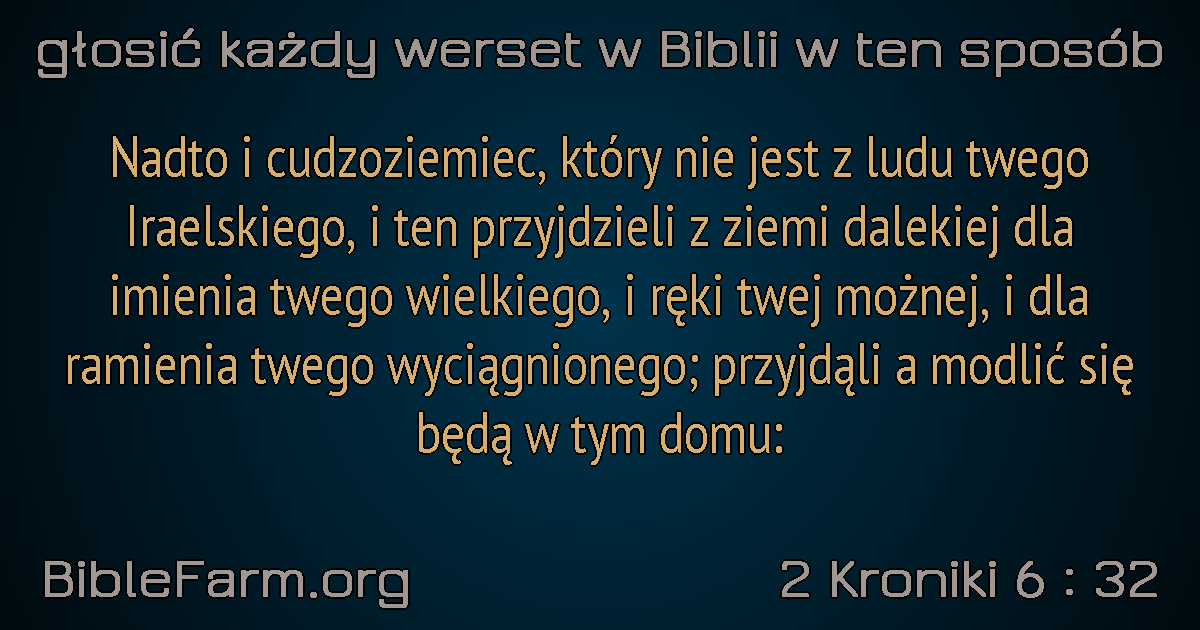 głosić każdy werset w Biblii w ten sposób
Nadto i cudzoziemiec, który nie jest z ludu twego
Iraelskiego, i ten przyjdzieli z ziemi dalekiej dla
imienia twego wielkiego, i ręki twej możnej, i dla
ramienia twego wyciągnionego; przyjdąli a modlić się
będą w tym domu:
BibleFarm.org
2 Kroniki 6 : 32